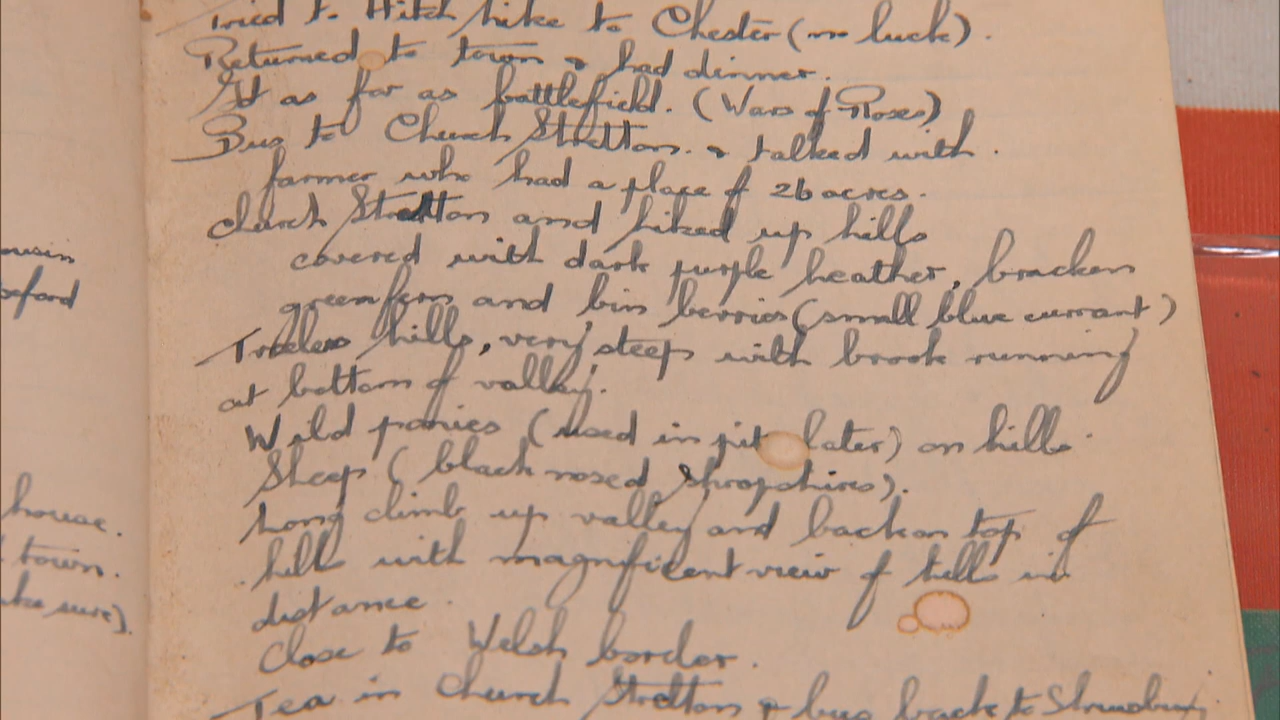 Tried to Hitch hike to Chester (no luck).
Returned to town & had dinner.
Got as far as battlefield. (Wars of Roses)
Bus to Church Stretton. & talked with.
farmer who had a place of 26 acres.
Church Stretton and hiked up hills
covered with dark purple heather, bracken
green fern and bin berries (small blue currant)
Treeless hills, very steep with brook running
at bottom of valley.
Wild ponies (used in pit later) on hills.
Sheep (black nosed Shropshires).
Long climb up valley and back on top of
hills with magnificent view of hills in
distance.
Close to Welsh border.
Tea in Church Stretton & bus back to Shrewsbury.
house.
town.